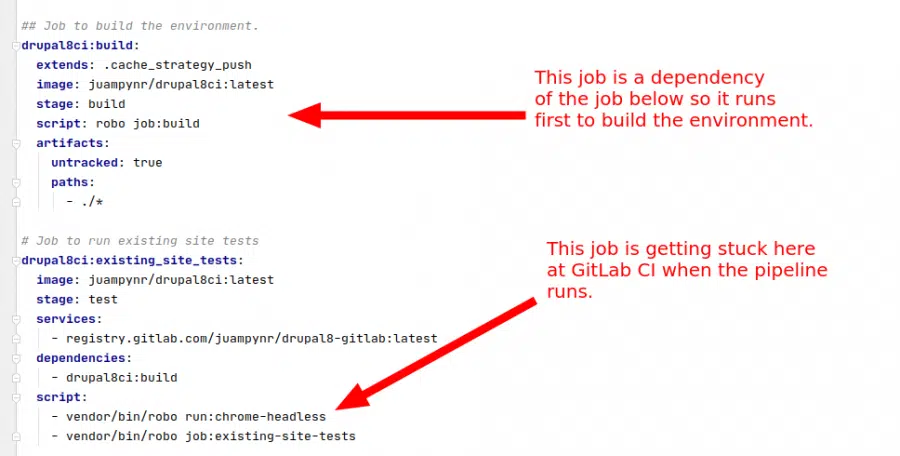 ## Job to build the environment.
drupal8ci:build:
extends: .cache_strategy_push
image: juampynr/drupal8ci:latest
stage: build
script: robo job:build
artifacts:
untracked: true
paths:
- ./*
This job is a dependency
of the job below so it runs
first to build the environment.
# Job to run existing site tests
drupal8ci:existing_site_tests:
image: juampynr/drupal8ci:latest
stage: test
services:
- registry.gitlab.com/juampynr/drupal8-gitlab:latest
dependencies:
- drupal8ci:build
script:
- vendor/bin/robo run:chrome-headless
- vendor/bin/robo job:existing-site-tests
This job is getting stuck here
at GitLab CI when the pipeline
runs.